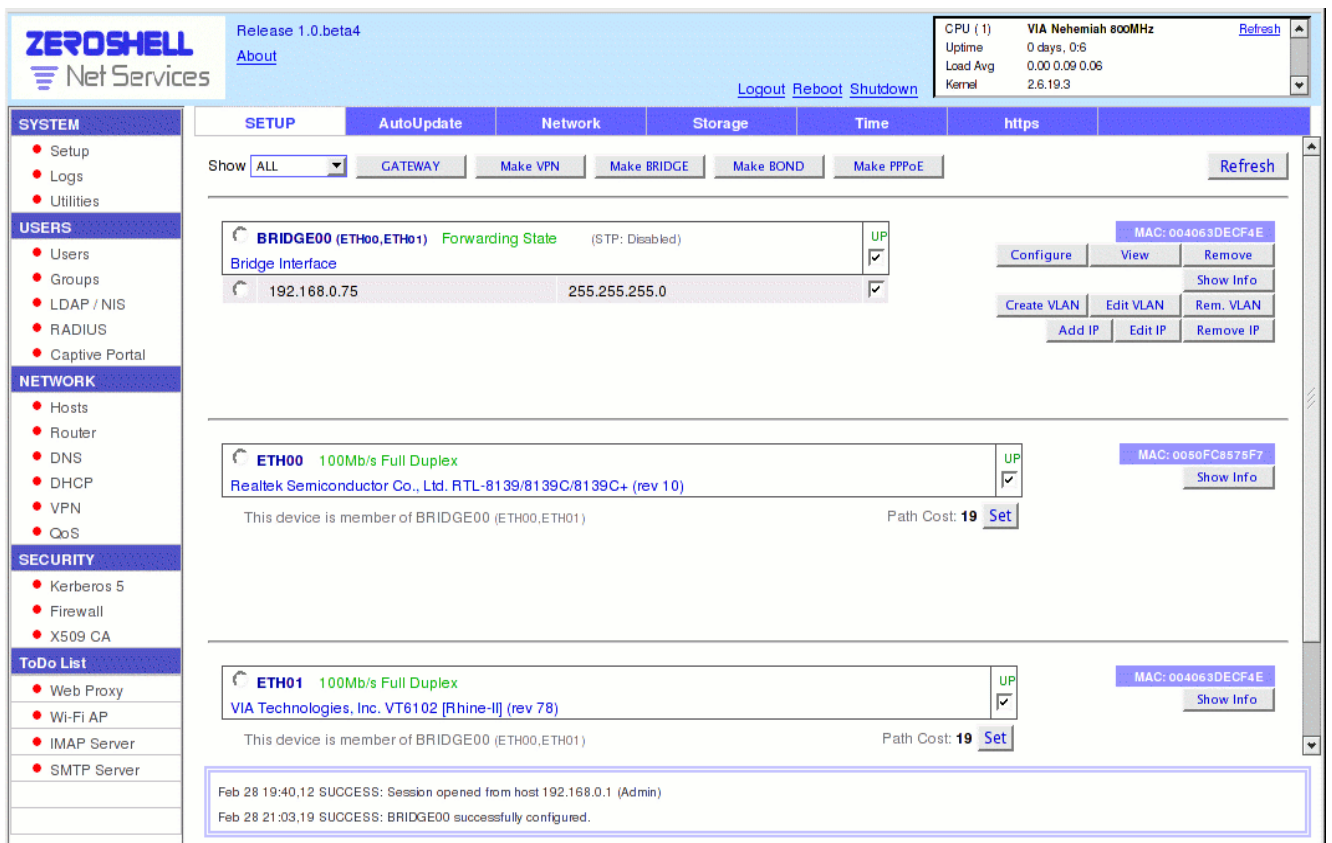 ZEROSHELL
Net Services
Release 1.0.beta4
About
Logout Reboot Shutdown
CPU (1) VIA Nehemiah 800MHz Refresh
Uptime 0 days, 0:6
Load Avg 0.00 0.09 0.06
Kernel 2.6.19.3
SYSTEM
Setup
Logs
Utilities
USERS
Users
Groups
LDAP / NIS
RADIUS
Captive Portal
NETWORK
Hosts
Router
DNS
DHCP
VPN
QoS
SECURITY
Kerberos 5
Firewall
X509 CA
ToDo List
Web Proxy
Wi-Fi AP
IMAP Server
SMTP Server
SETUP AutoUpdate Network Storage Time https
Show ALL GATEWAY Make VPN Make BRIDGE Make BOND Make PPPoE Refresh
BRIDGE00 (ETH00,ETH01) Forwarding State (STP: Disabled) UP
Bridge Interface
192.168.0.75 255.255.255.0
MAC: 004063DECF4E
Configure View Remove
Show Info
Create VLAN Edit VLAN Rem. VLAN
Add IP Edit IP Remove IP
ETH00 100Mb/s Full Duplex UP
Realtek Semiconductor Co., Ltd. RTL-8139/8139C/8139C+ (rev 10)
This device is member of BRIDGE00 (ETH00,ETH01) Path Cost: 19 Set
MAC: 0050FC8575F7
Show Info
ETH01 100Mb/s Full Duplex UP
VIA Technologies, Inc. VT6102 [Rhine-II] (rev 78)
This device is member of BRIDGE00 (ETH00,ETH01) Path Cost: 19 Set
MAC: 004063DECF4E
Show Info
Feb 28 19:40,12 SUCCESS: Session opened from host 192.168.0.1 (Admin)
Feb 28 21:03,19 SUCCESS: BRIDGE00 successfully configured.